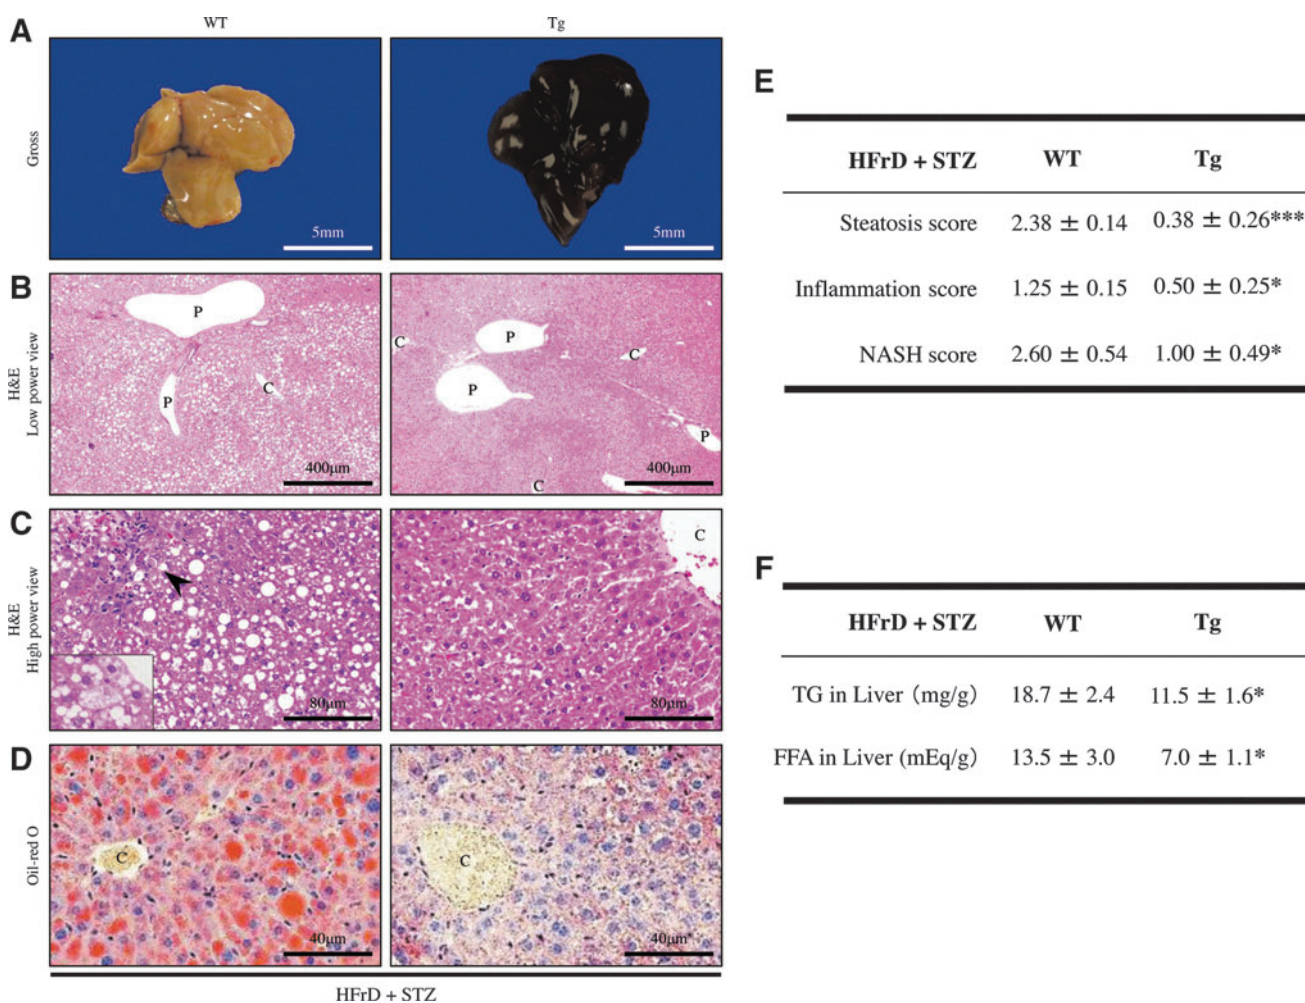 WT
Tg
A
Gross
5mm
5mm
B
H&E
Low power view
P
P
C
400μm
C
P
C
P
P
C
400μm
C
H&E
High power view
80μm
C
80μm
D
Oil-red O
C
40μm
C
40μm
HFrD + STZ
E
HFrD + STZ WT Tg
Steatosis score 2.38 ± 0.14 0.38 ± 0.26***
Inflammation score 1.25 ± 0.15 0.50 ± 0.25*
NASH score 2.60 ± 0.54 1.00 ± 0.49*
F
HFrD + STZ WT Tg
TG in Liver (mg/g) 18.7 ± 2.4 11.5 ± 1.6*
FFA in Liver (mEq/g) 13.5 ± 3.0 7.0 ± 1.1*